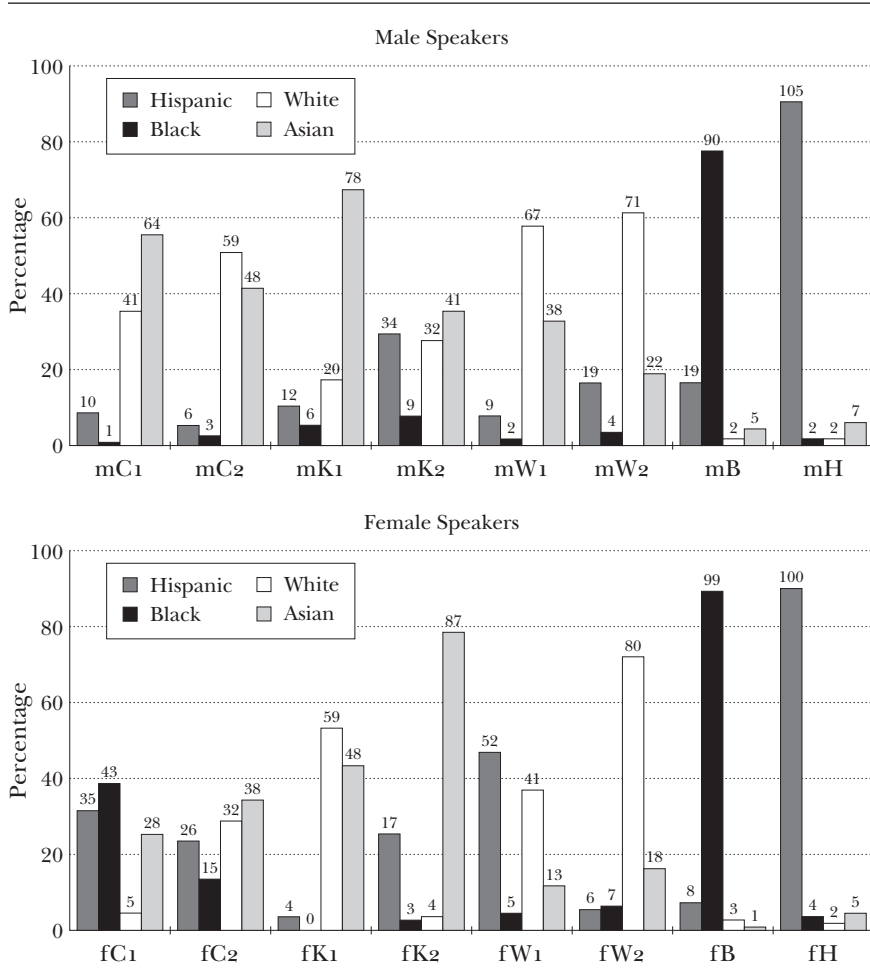 Male Speakers
100
Hispanic White
Black Asian
80
60
40
20
0
Percentage
10 1 41 64
6 3 59 48
12 6 20 78
34 9 32 41
9 2 67 38
19 4 71 22
19 90 2 5
105 2 2 7
mC1 mC2 mK1 mK2 mW1 mW2 mB mH
Female Speakers
100
Hispanic White
Black Asian
80
60
40
20
0
Percentage
35 43 5 28
26 15 32 38
4 0 59 48
17 3 4 87
52 5 41 13
6 7 80 18
8 99 3 1
100 4 2 5
fC1 fC2 fK1 fK2 fW1 fW2 fB fH